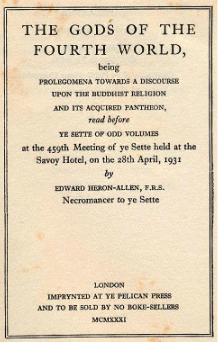 THE GODS OF THE
FOURTH WORLD,
being
PROLEGOMENA TOWARDS A DISCOURSE
UPON THE BUDDHIST RELIGION
AND ITS ACQUIRED PANTHEON,
read before
YE SETTE OF ODD VOLUMES
at the 459th Meeting of ye Sette held at the
Savoy Hotel, on the 28th April, 1931
by
EDWARD HERON-ALLEN, F.R.S.
Necromancer to ye Sette
LONDON
IMPRYNTED AT YE PELICAN PRESS
AND TO BE SOLD BY NO BOKE-SELLERS
MCMXXXI